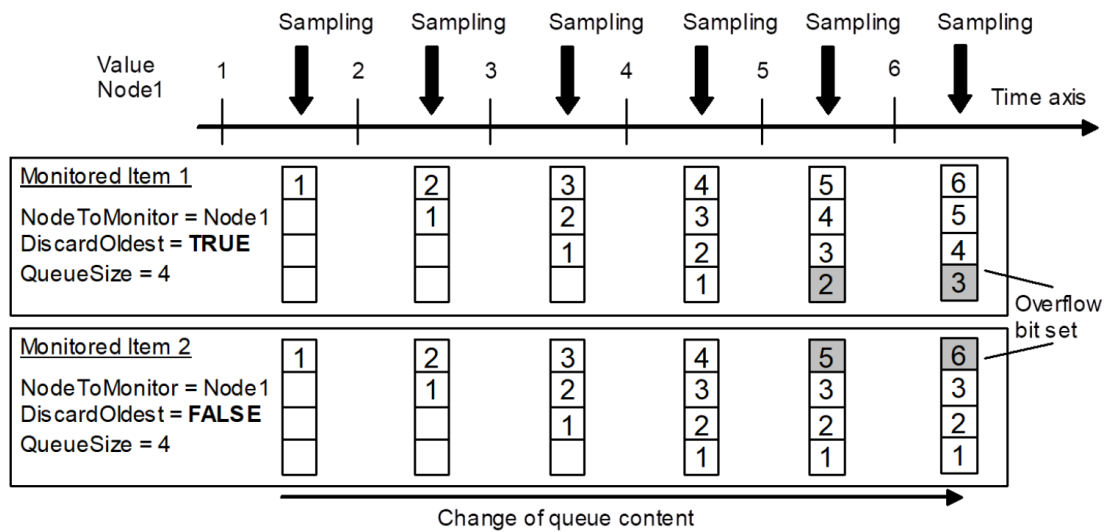 Sampling Sampling Sampling Sampling Sampling Sampling
Value
Node1
1 2 3 4 5 6
Time axis
Monitored Item 1
NodeToMonitor = Node1
DiscardOldest = TRUE
QueueSize = 4
1 2 3 4 5 6
1 2 3 4 5
1 2 3 4
1 2 3
Overflow
bit set
Monitored Item 2
NodeToMonitor = Node1
DiscardOldest = FALSE
QueueSize = 4
1 2 3 4 5 6
1 2 3 3 3
1 2 2 2
1 1 1
Change of queue content